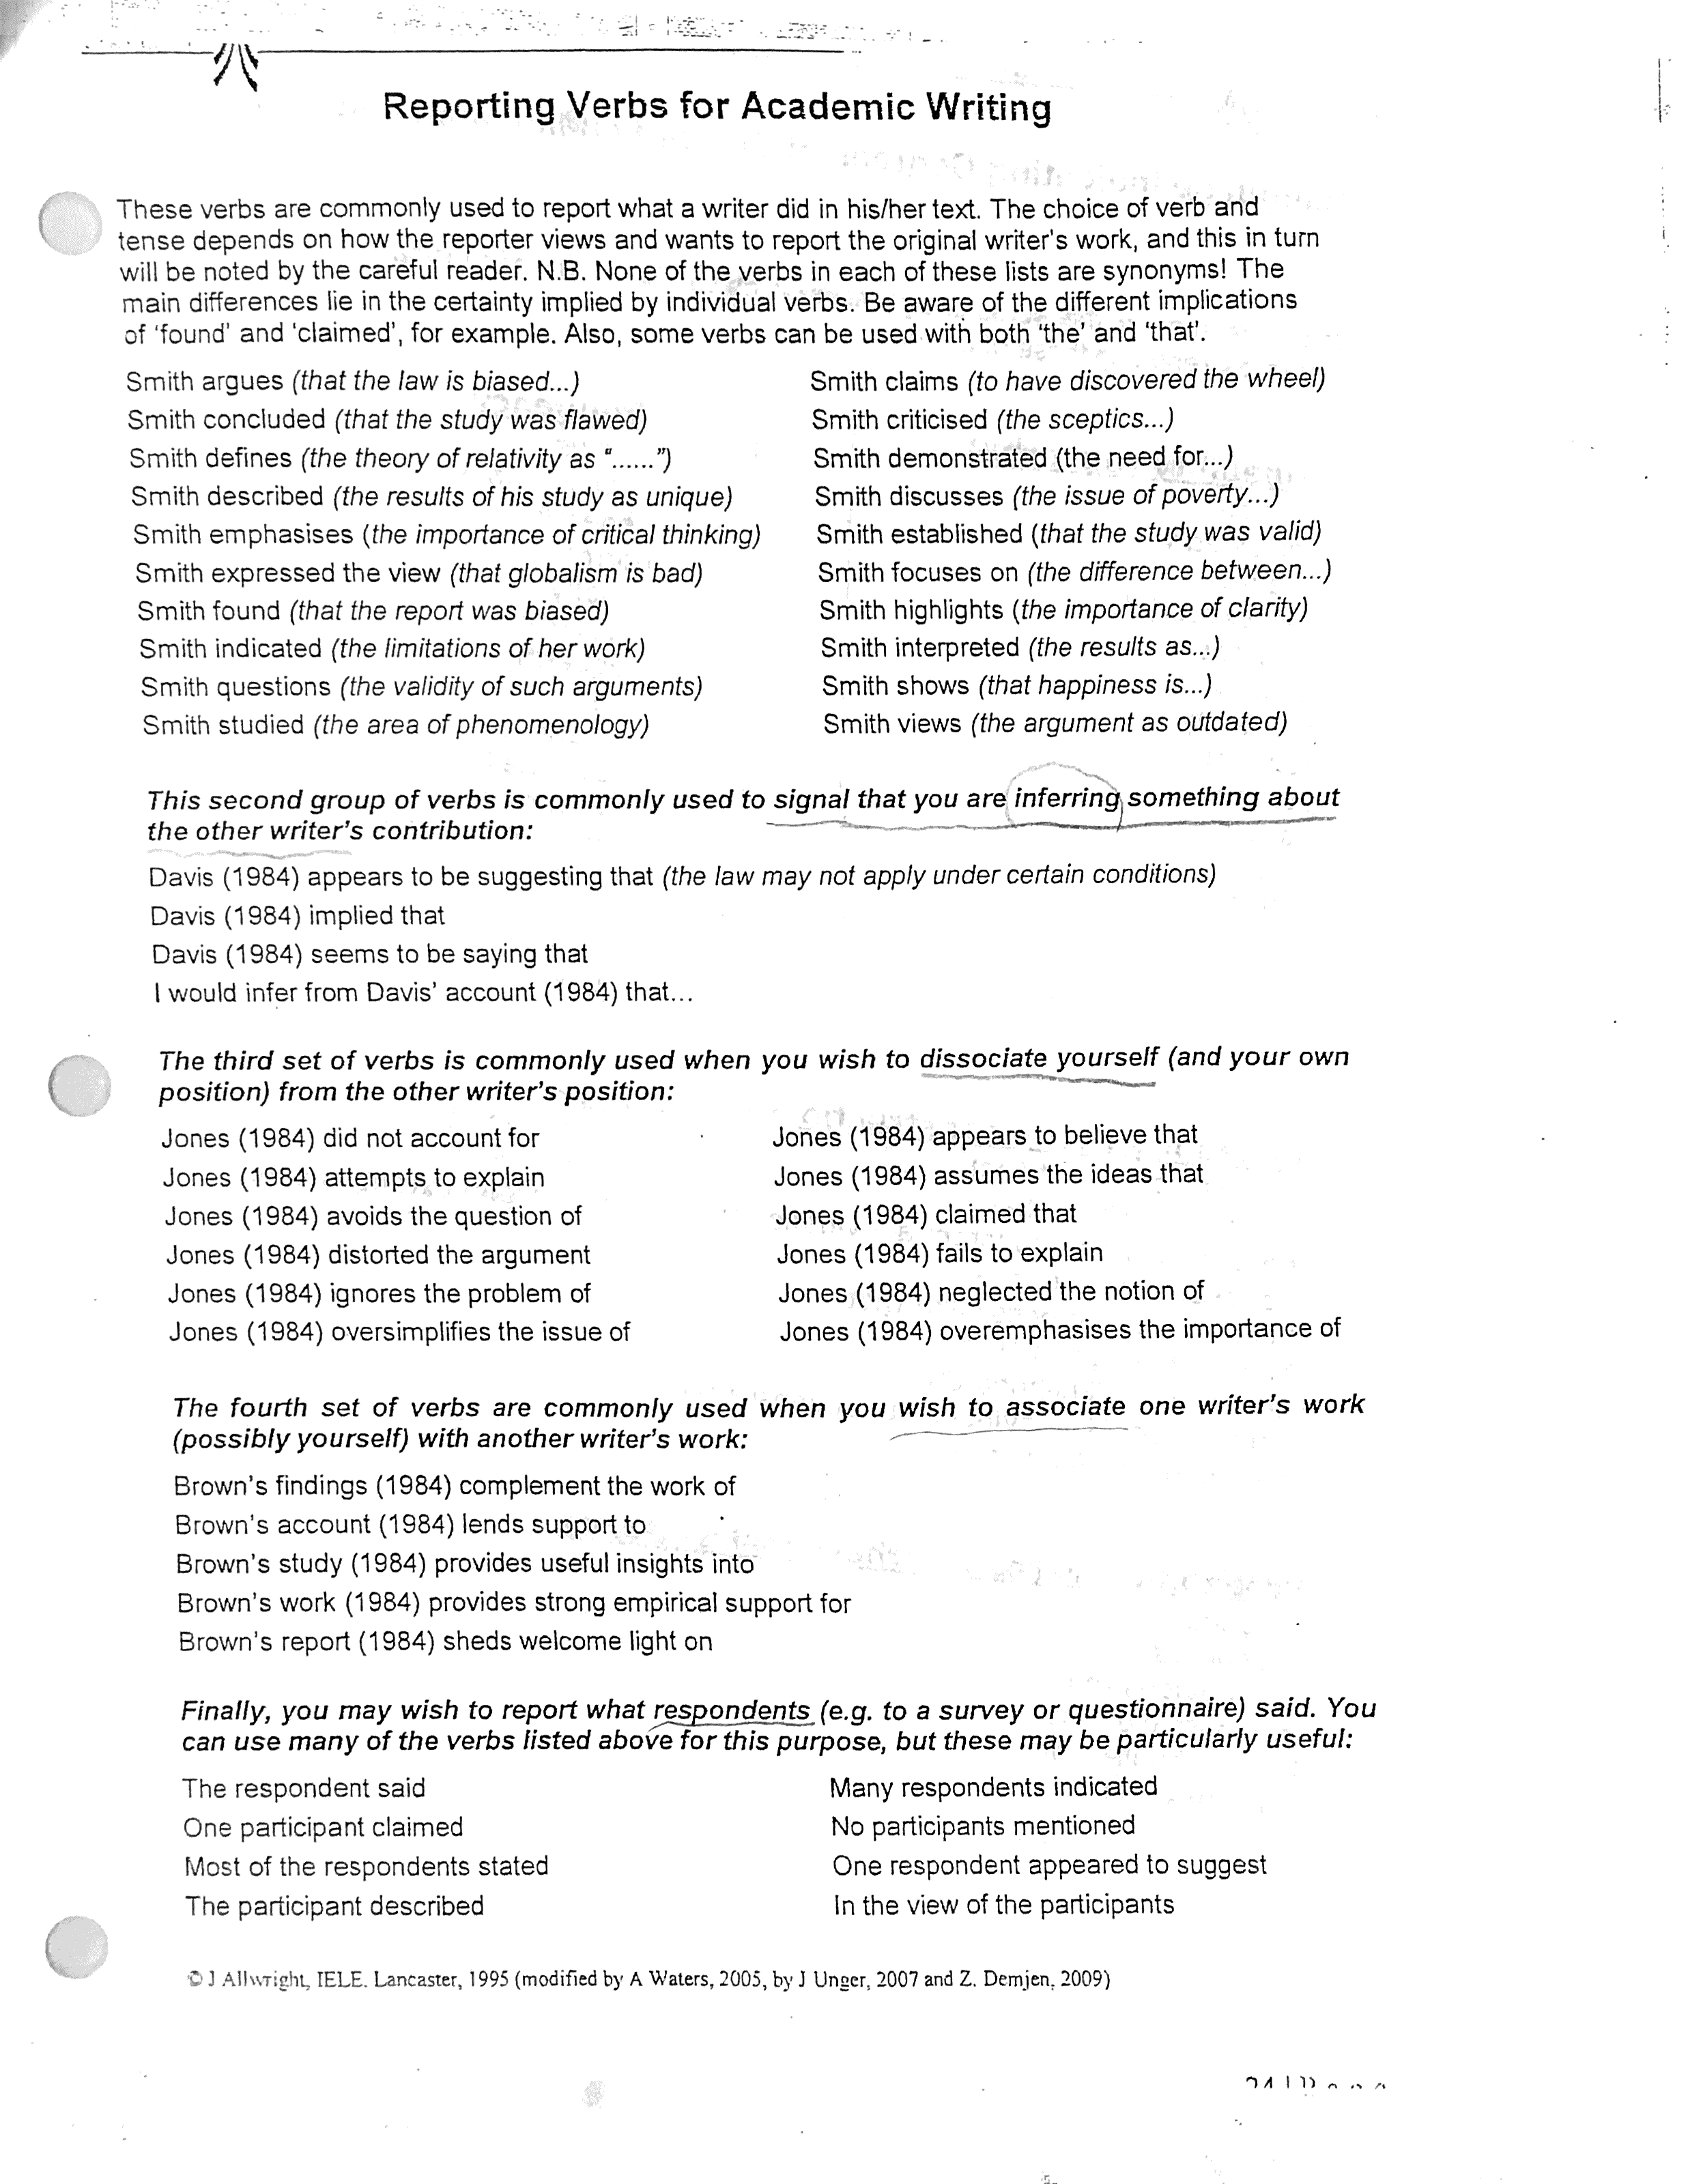 Reporting Verbs for Academic Writing
These verbs are commonly used to report what a writer did in his/her text. The choice of verb and
tense depends on how the reporter views and wants to report the original writer's work, and this in turn
will be noted by the careful reader. N.B. None of the verbs in each of these lists are synonyms! The
main differences lie in the certainty implied by individual verbs. Be aware of the different implications
of 'found' and 'claimed', for example. Also, some verbs can be used with both 'the' and 'that'.
Smith argues (that the law is biased...)
Smith concluded (that the study was flawed)
Smith defines (the theory of relativity as "......")
Smith described (the results of his study as unique)
Smith emphasises (the importance of critical thinking)
Smith expressed the view (that globalism is bad)
Smith found (that the report was biased)
Smith indicated (the limitations of her work)
Smith questions (the validity of such arguments)
Smith studied (the area of phenomenology)
Smith claims (to have discovered the wheel)
Smith criticised (the sceptics...)
Smith demonstrated (the need for...)
Smith discusses (the issue of poverty...)
Smith established (that the study was valid)
Smith focuses on (the difference between...)
Smith highlights (the importance of clarity)
Smith interpreted (the results as...)
Smith shows (that happiness is...)
Smith views (the argument as outdated)
This second group of verbs is commonly used to signal that you are inferring something about
the other writer's contribution:
Davis (1984) appears to be suggesting that (the law may not apply under certain conditions)
Davis (1984) implied that
Davis (1984) seems to be saying that
I would infer from Davis' account (1984) that...
The third set of verbs is commonly used when you wish to dissociate yourself (and your own
position) from the other writer's position:
Jones (1984) did not account for
Jones (1984) attempts to explain
Jones (1984) avoids the question of
Jones (1984) distorted the argument
Jones (1984) ignores the problem of
Jones (1984) oversimplifies the issue of
Jones (1984) appears to believe that
Jones (1984) assumes the ideas that
Jones (1984) claimed that
Jones (1984) fails to explain
Jones (1984) neglected the notion of
Jones (1984) overemphasises the importance of
The fourth set of verbs are commonly used when you wish to associate one writer's work
(possibly yourself) with another writer's work:
Brown's findings (1984) complement the work of
Brown's account (1984) lends support to
Brown's study (1984) provides useful insights into
Brown's work (1984) provides strong empirical support for
Brown's report (1984) sheds welcome light on
Finally, you may wish to report what respondents (e.g. to a survey or questionnaire) said. You
can use many of the verbs listed above for this purpose, but these may be particularly useful:
The respondent said
One participant claimed
Most of the respondents stated
The participant described
Many respondents indicated
No participants mentioned
One respondent appeared to suggest
In the view of the participants
© J Allwright, IELE. Lancaster, 1995 (modified by A Waters, 2005, by J Unger, 2007 and Z. Demjen, 2009)